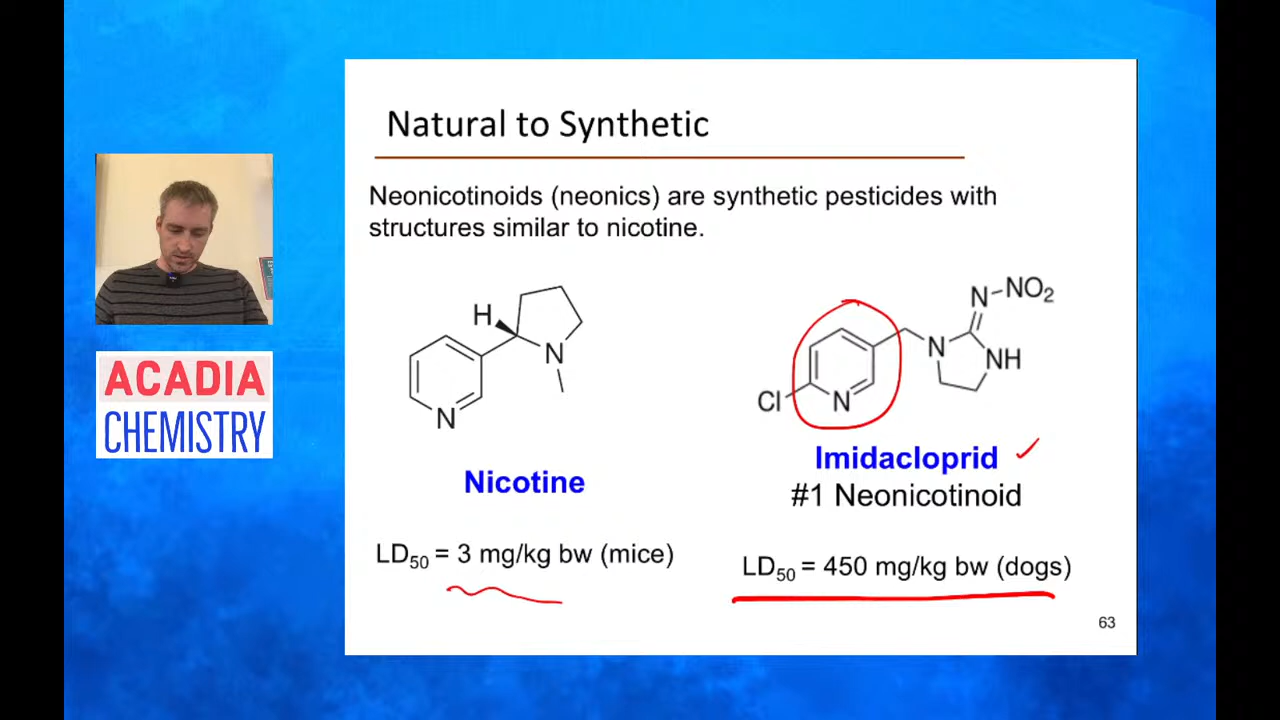 Natural to Synthetic
Neonicotinoids (neonics) are synthetic pesticides with
structures similar to nicotine.
H
N
N
Nicotine
LD50 = 3 mg/kg bw (mice)
N-NO2
N
NH
Cl
N
Imidacloprid
#1 Neonicotinoid
LD50 = 450 mg/kg bw (dogs)
63
ACADIA
CHEMISTRY